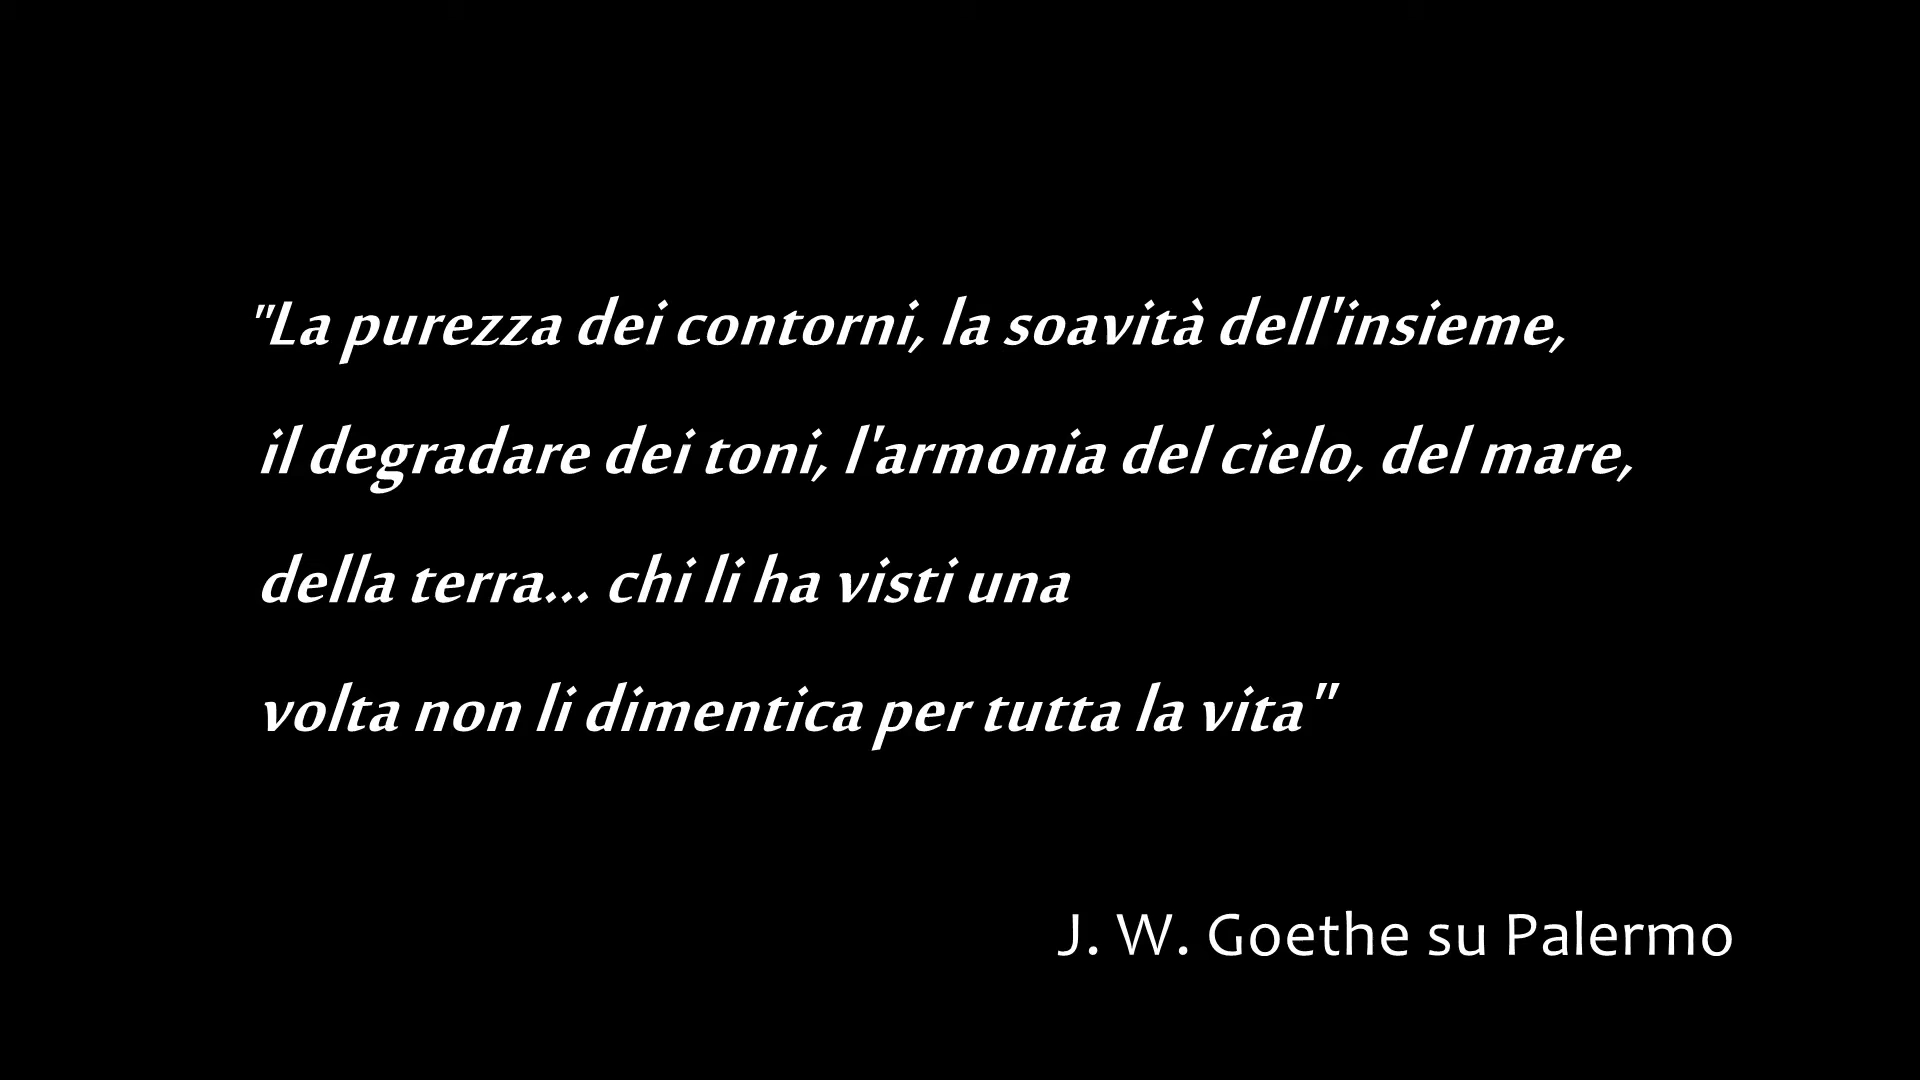 "La purezza dei contorni, la soavità dell'insieme,
il degradare dei toni, l'armonia del cielo, del mare,
della terra... chi li ha visti una
volta non li dimentica per tutta la vita"
J. W. Goethe su Palermo